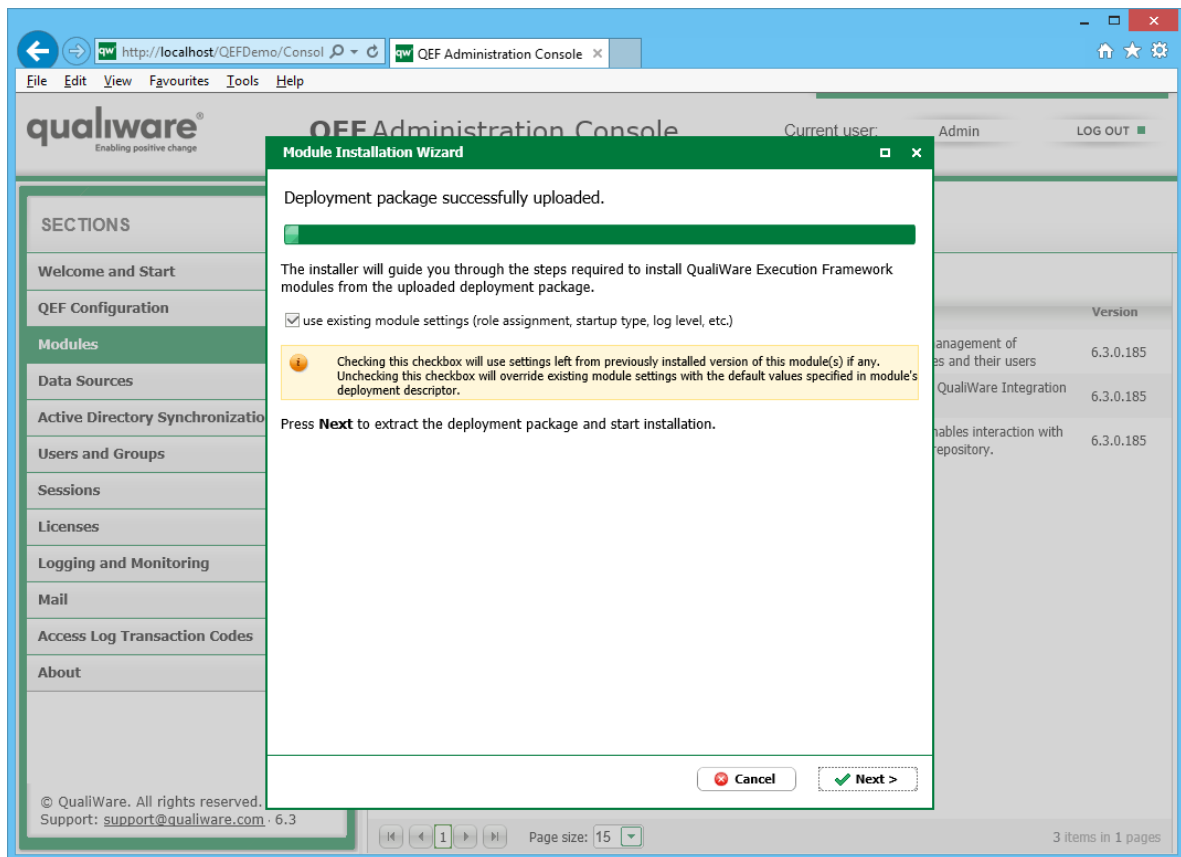 http://localhost/QEFDemo/Consol
QEF Administration Console
File Edit View Favourites Tools Help
qualiware®
Enabling positive change
QEF Administration Console
Current user:
Admin
LOG OUT
Module Installation Wizard
Deployment package successfully uploaded.
The installer will guide you through the steps required to install QualiWare Execution Framework
modules from the uploaded deployment package.
use existing module settings (role assignment, startup type, log level, etc.)
Checking this checkbox will use settings left from previously installed version of this module(s) if any.
Unchecking this checkbox will override existing module settings with the default values specified in module's
deployment descriptor.
Press Next to extract the deployment package and start installation.
Cancel
Next >
SECTIONS
Welcome and Start
QEF Configuration
Modules
Data Sources
Active Directory Synchronizatio
Users and Groups
Sessions
Licenses
Logging and Monitoring
Mail
Access Log Transaction Codes
About
© QualiWare. All rights reserved.
Support: support@qualiware.com · 6.3
Version
anagement of
es and their users
6.3.0.185
QualiWare Integration
6.3.0.185
nables interaction with
repository.
6.3.0.185
1
Page size: 15
3 items in 1 pages